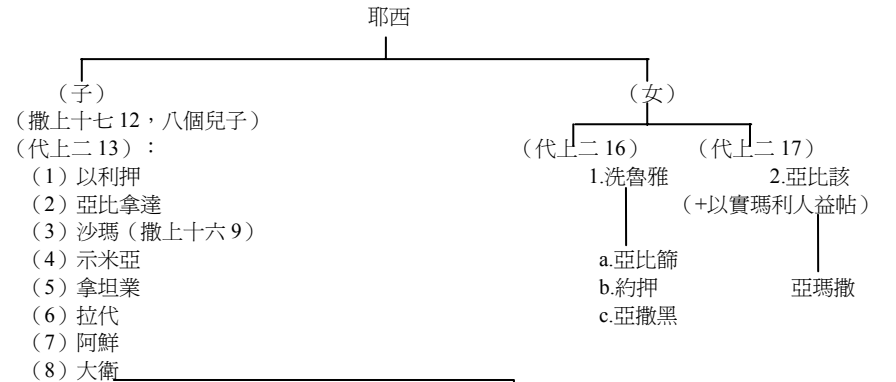 耶西
（子）
（女）
（撒上十七 12，八個兒子）
（代上二 13）：
（代上二 16）
（代上二 17）
（1）以利押
1.洗魯雅
2.亞比該
（2）亞比拿達
（+以實瑪利人益帖）
（3）沙瑪（撒上十六 9）
（4）示米亞
a.亞比篩
（5）拿坦業
b.約押
亞瑪撒
（6）拉代
c.亞撒黑
（7）阿鮮
（8）大衛